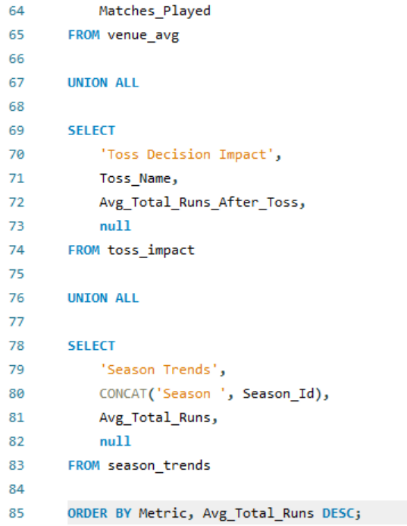 64 Matches_Played
65 FROM venue_avg
66
67 UNION ALL
68
69 SELECT
70 'Toss Decision Impact',
71 Toss_Name,
72 Avg_Total_Runs_After_Toss,
73 null
74 FROM toss_impact
75
76 UNION ALL
77
78 SELECT
79 'Season Trends',
80 CONCAT('Season ', Season_Id),
81 Avg_Total_Runs,
82 null
83 FROM season_trends
84
85 ORDER BY Metric, Avg_Total_Runs DESC;